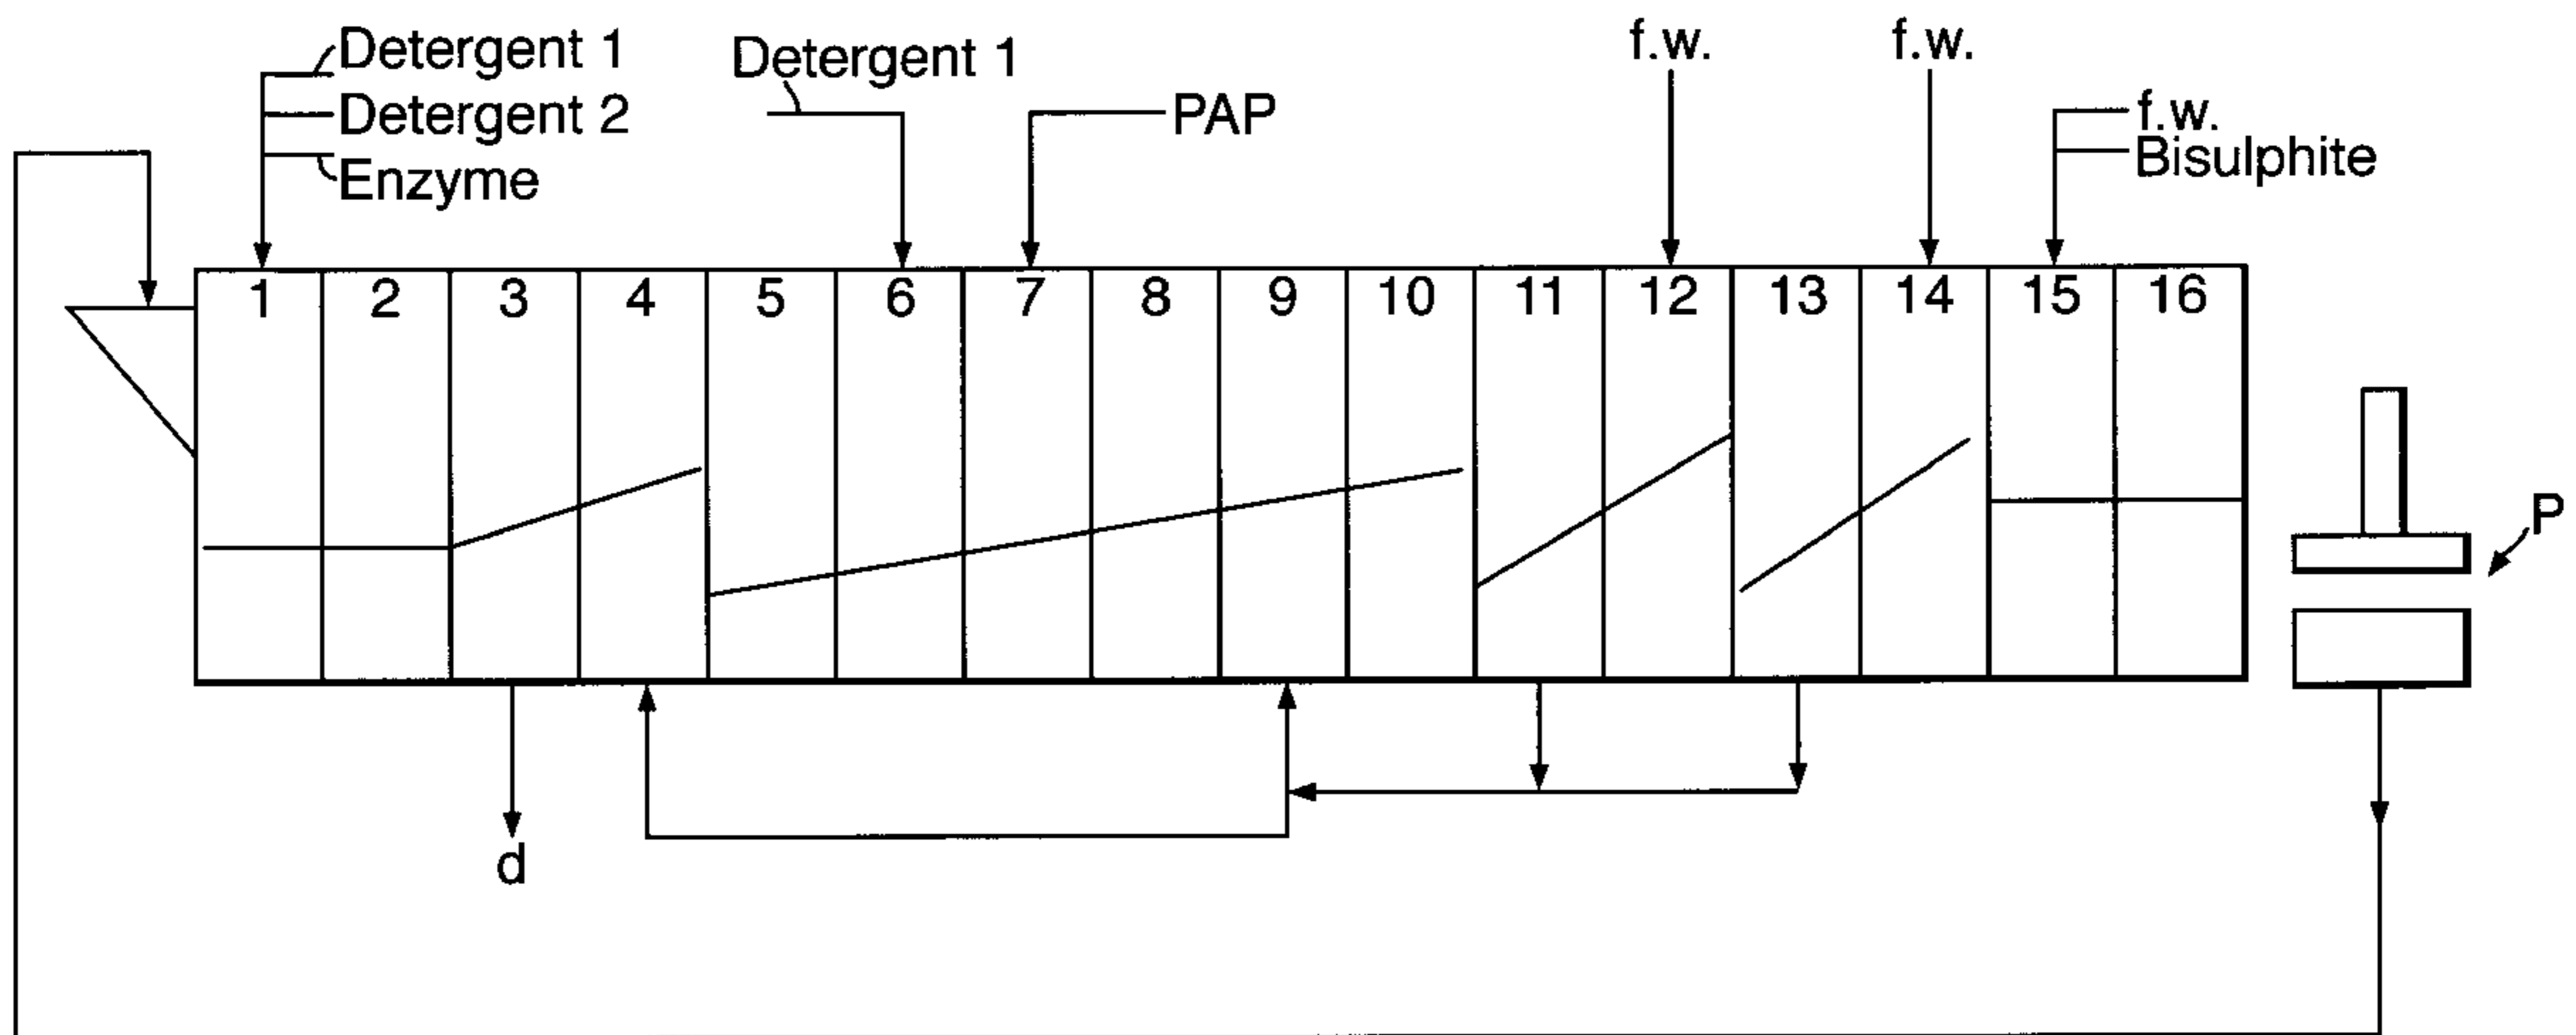 Detergent 1
Detergent 2
Enzyme
Detergent 1
PAP
f.w.
f.w.
f.w.
Bisulphite
1 2 3 4 5 6 7 8 9 10 11 12 13 14 15 16
P
d